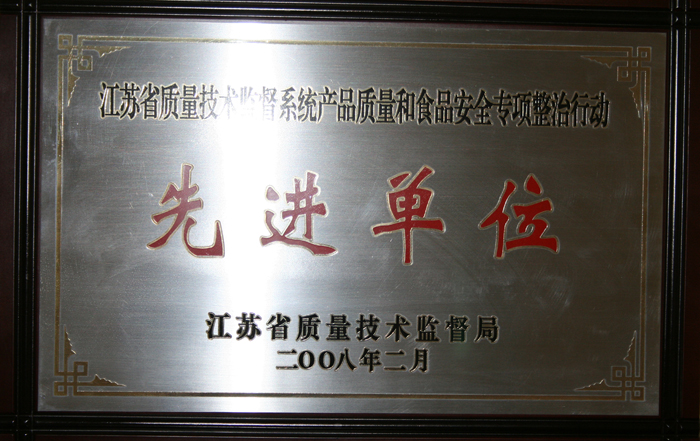 江苏省质量技术监督系统产品质量和食品安全专项整治行动
先进单位
江苏省质量技术监督局
二〇〇八年二月